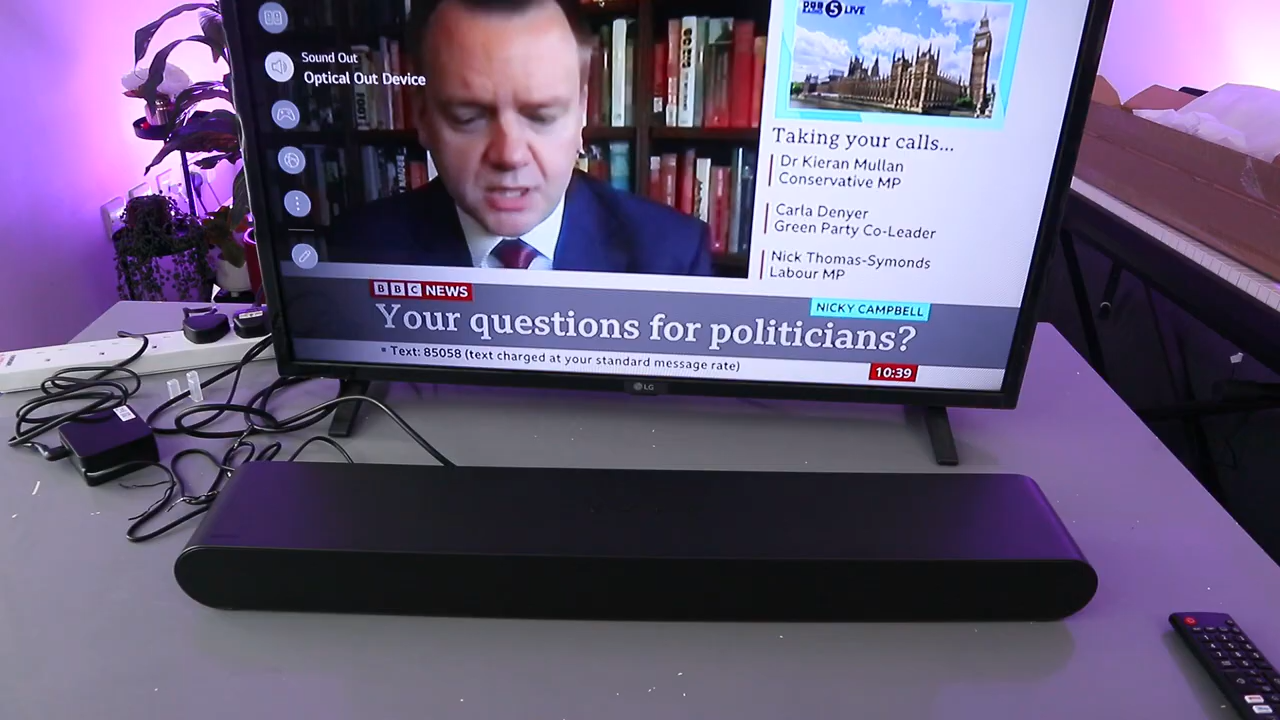 Sound Out
Optical Out Device
BBC
RADIO 5 LIVE
Taking your calls...
Dr Kieran Mullan
Conservative MP
Carla Denyer
Green Party Co-Leader
Nick Thomas-Symonds
Labour MP
BBC NEWS
NICKY CAMPBELL
Your questions for politicians?
Text: 85058 (text charged at your standard message rate)
10:39
LG